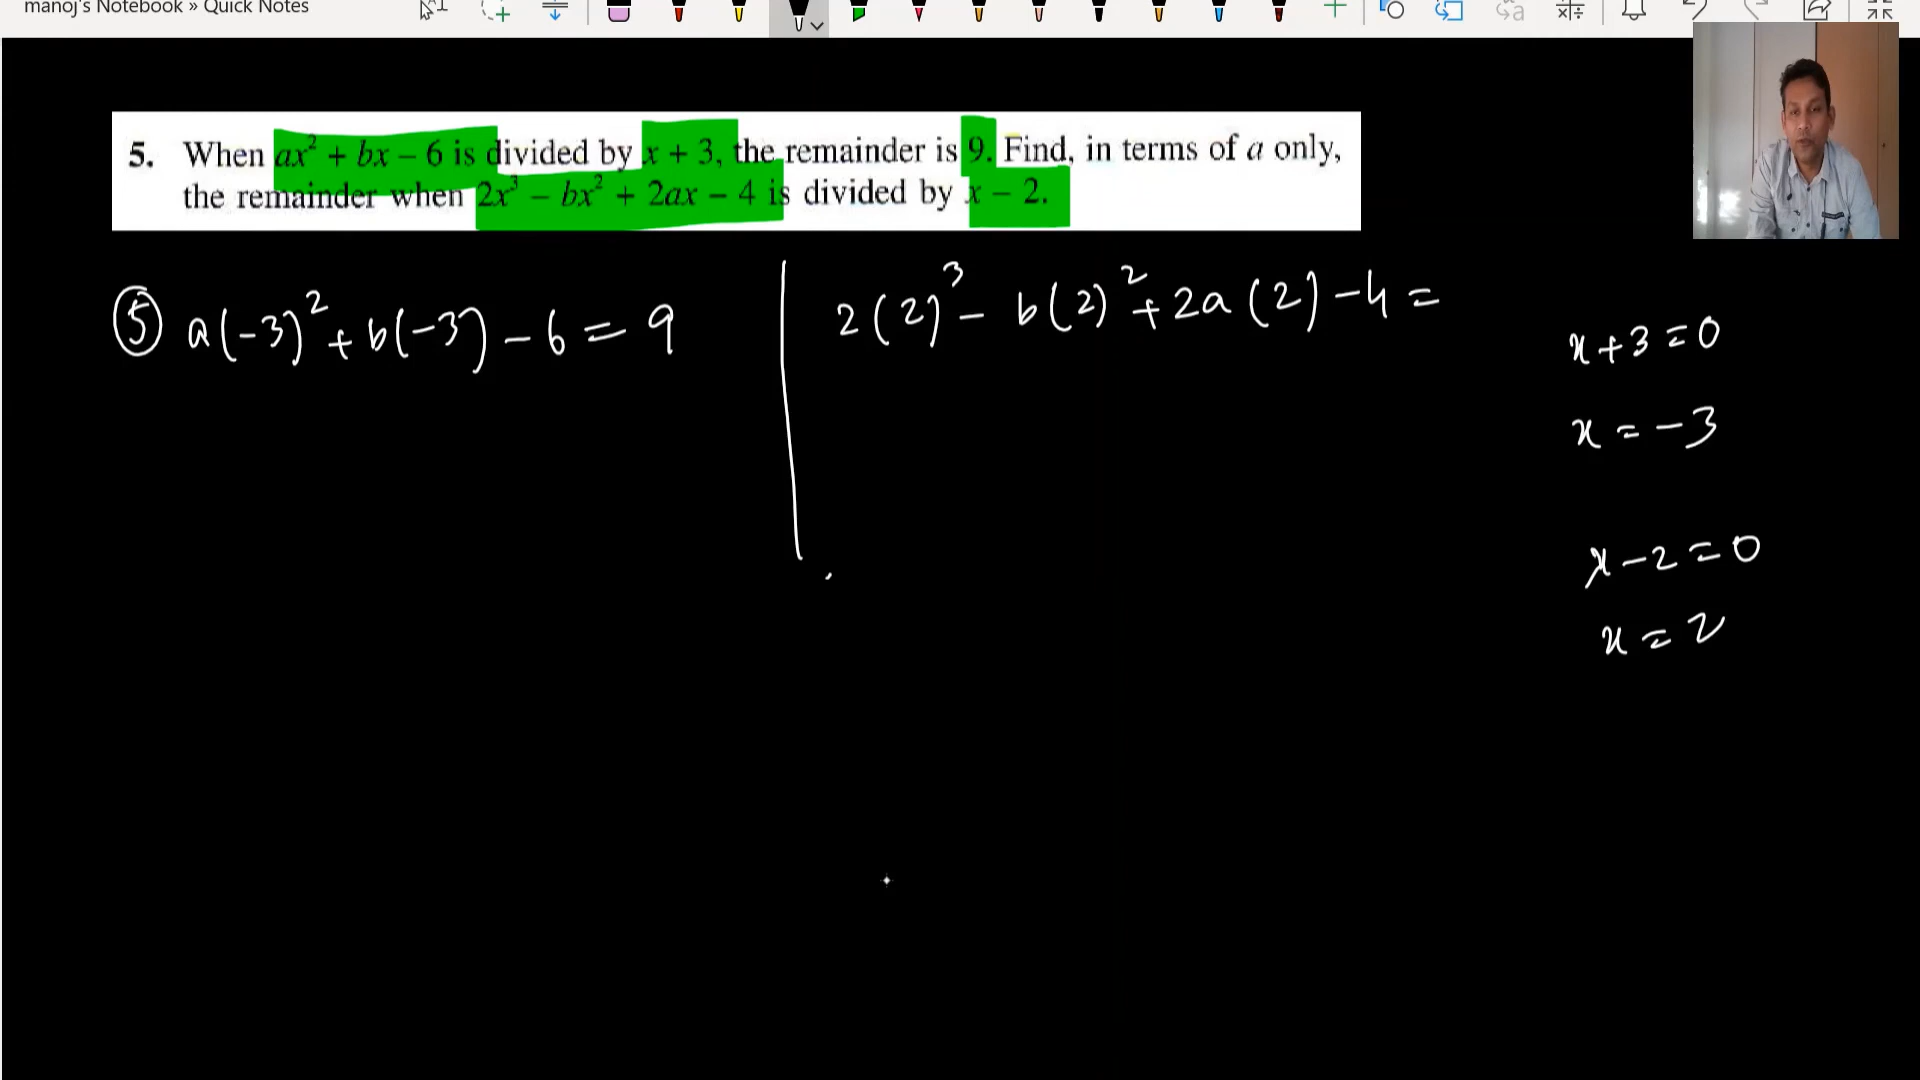 manoj's Notebook » Quick Notes
5. When ax² + bx – 6 is divided by x + 3, the remainder is 9. Find, in terms of a only,
the remainder when 2x³ – bx² + 2ax – 4 is divided by x – 2.
⑤ a(-3)² + b(-3) - 6 = 9
2(2)³ - b(2)² + 2a(2) - 4 =
x + 3 = 0
x = -3
x - 2 = 0
x = 2